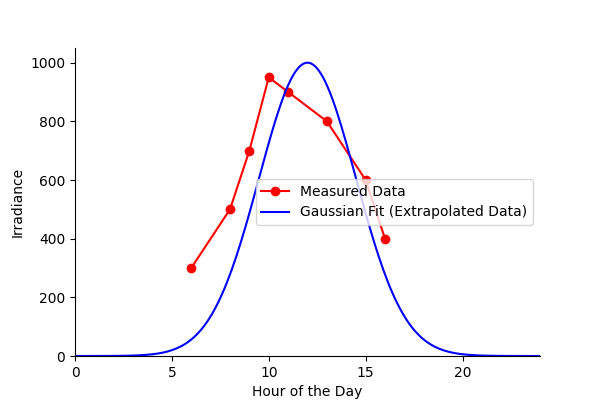 1000
800
600
400
200
0
Irradiance
Measured Data
Gaussian Fit (Extrapolated Data)
0 5 10 15 20
Hour of the Day